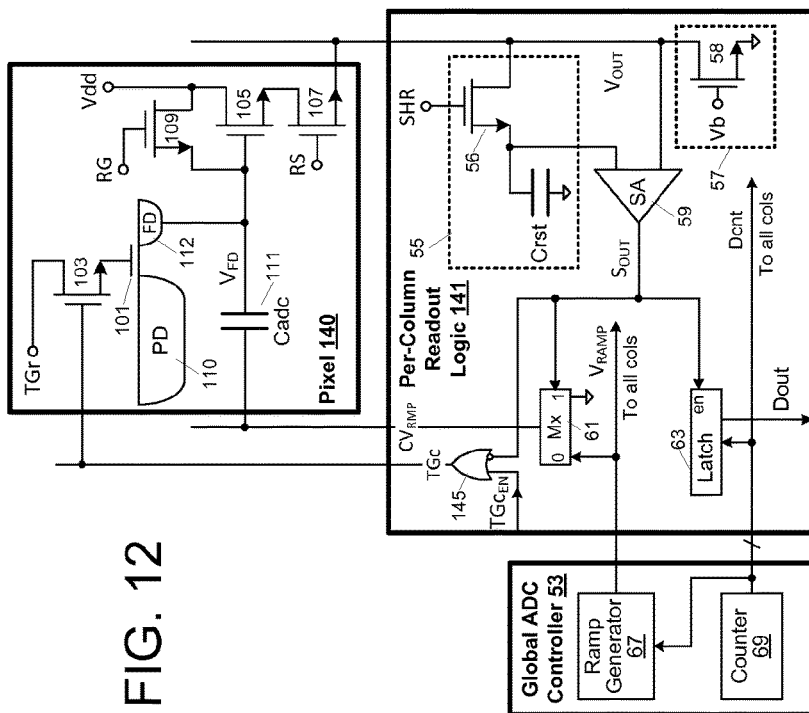 FIG. 12
TGr
103
101
PD
110
FD
112
RG
109
Vdd
105
107
RS
VFD
111
Cadc
Pixel 140
CVRMP
TGc
Per-Column
Readout
Logic 141
55
SHR
56
Crst
VOUT
58
Vb
57
SA
59
SOUT
145
TGcEN
0 Mx 1
61
VRAMP
To all cols
63
Latch
en
Dout
Dcnt
To all cols
Global ADC
Controller 53
Ramp
Generator
67
Counter
69